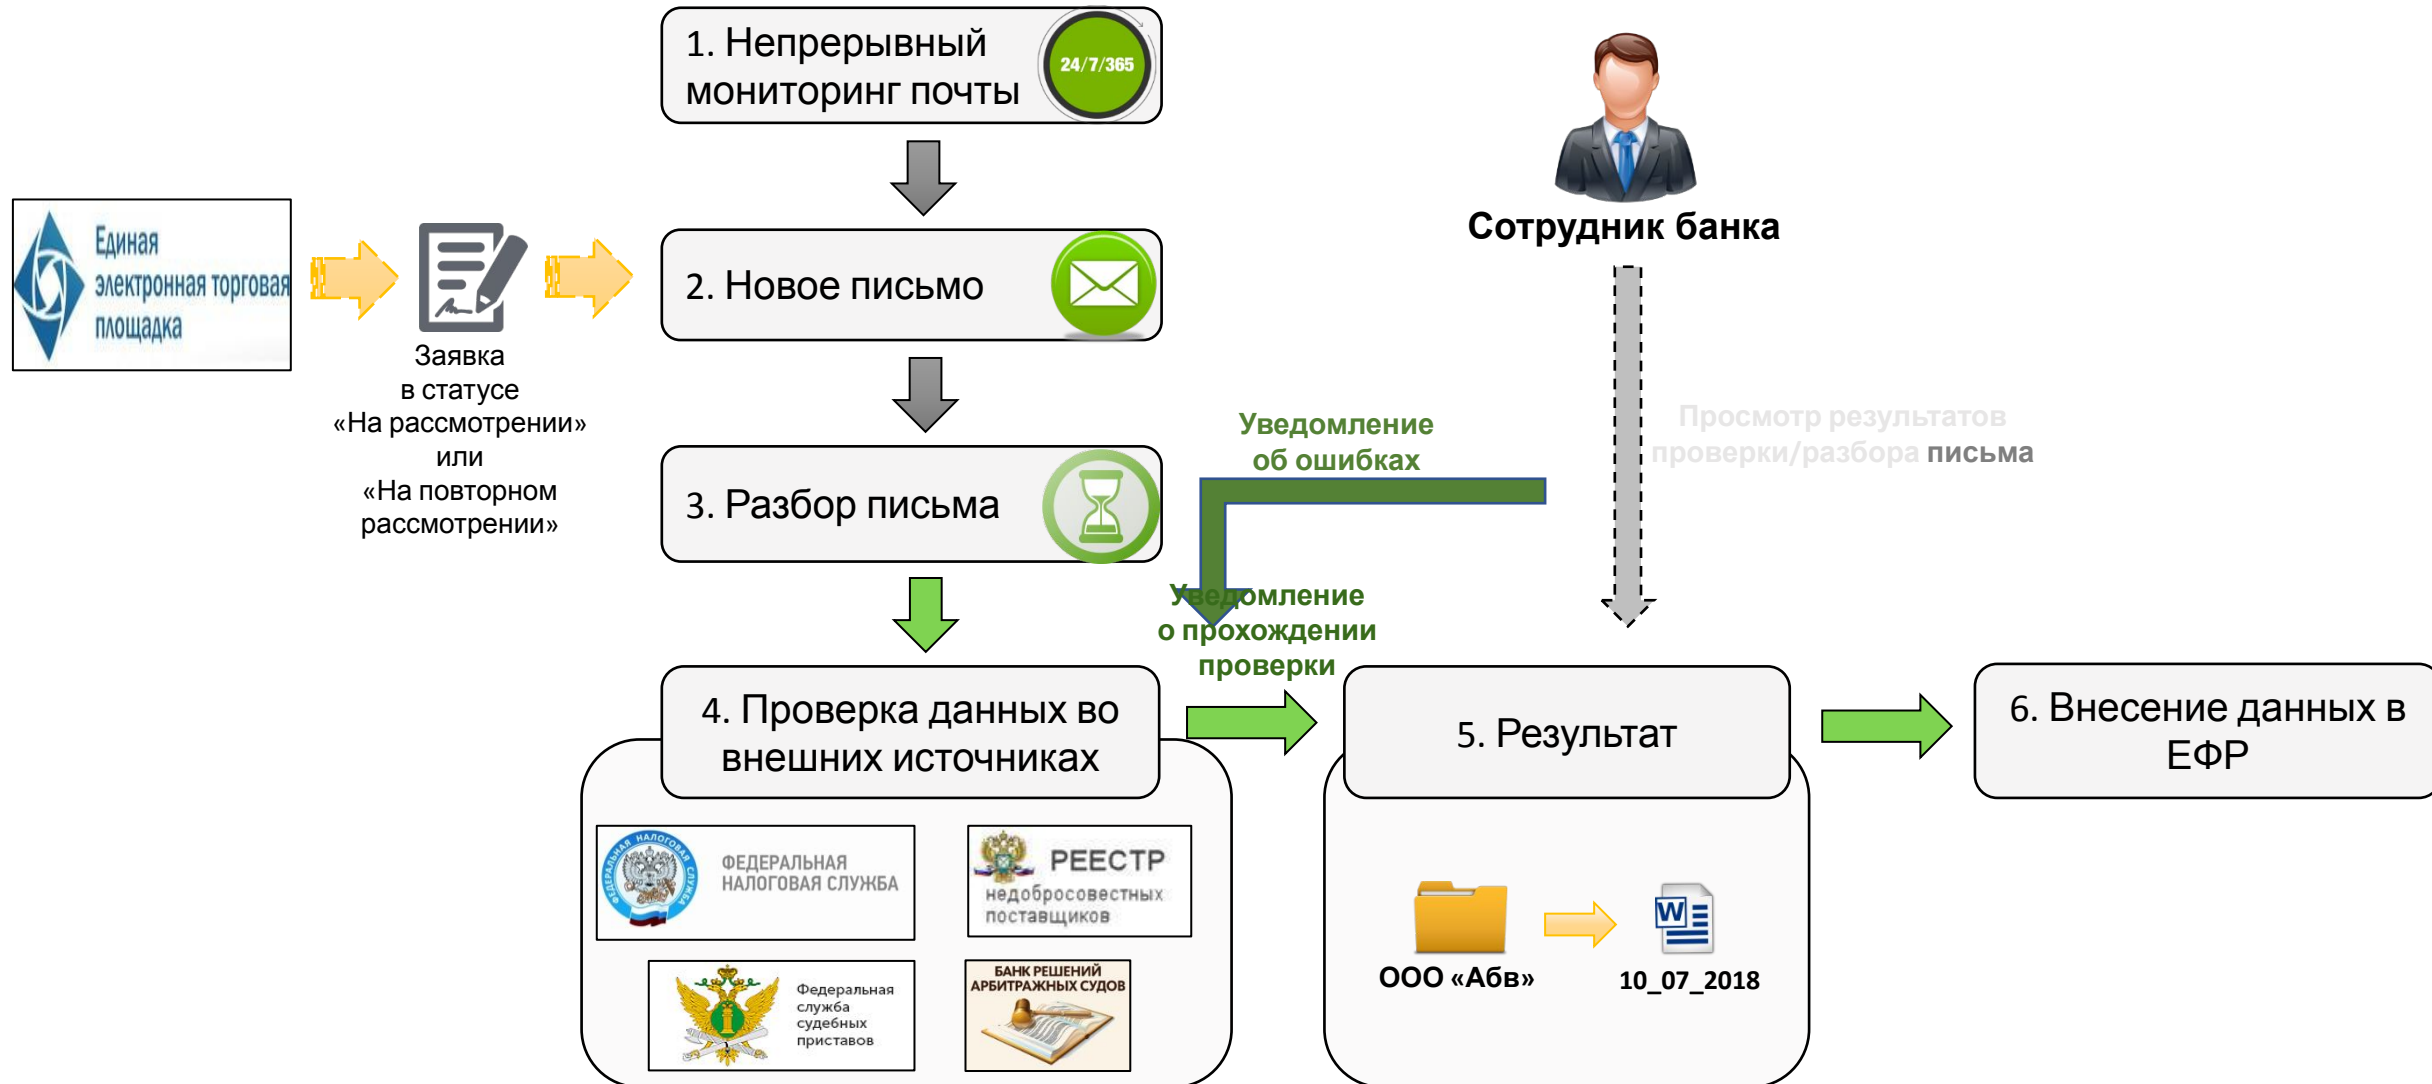 1. Непрерывный
мониторинг почты
24/7/365
Единая
электронная торговая
площадка
Заявка
в статусе
«На рассмотрении»
или
«На повторном
рассмотрении»
2. Новое письмо
Сотрудник банка
Просмотр результатов
проверки/разбора письма
Уведомление
об ошибках
3. Разбор письма
Уведомление
о прохождении
проверки
4. Проверка данных во
внешних источниках
ФЕДЕРАЛЬНАЯ НАЛОГОВАЯ СЛУЖБА
ФЕДЕРАЛЬНАЯ
НАЛОГОВАЯ СЛУЖБА
РЕЕСТР
недобросовестных
поставщиков
Федеральная
служба
судебных
приставов
БАНК РЕШЕНИЙ
АРБИТРАЖНЫХ СУДОВ
5. Результат
W
ООО «Абв»
10_07_2018
6. Внесение данных в
ЕФР